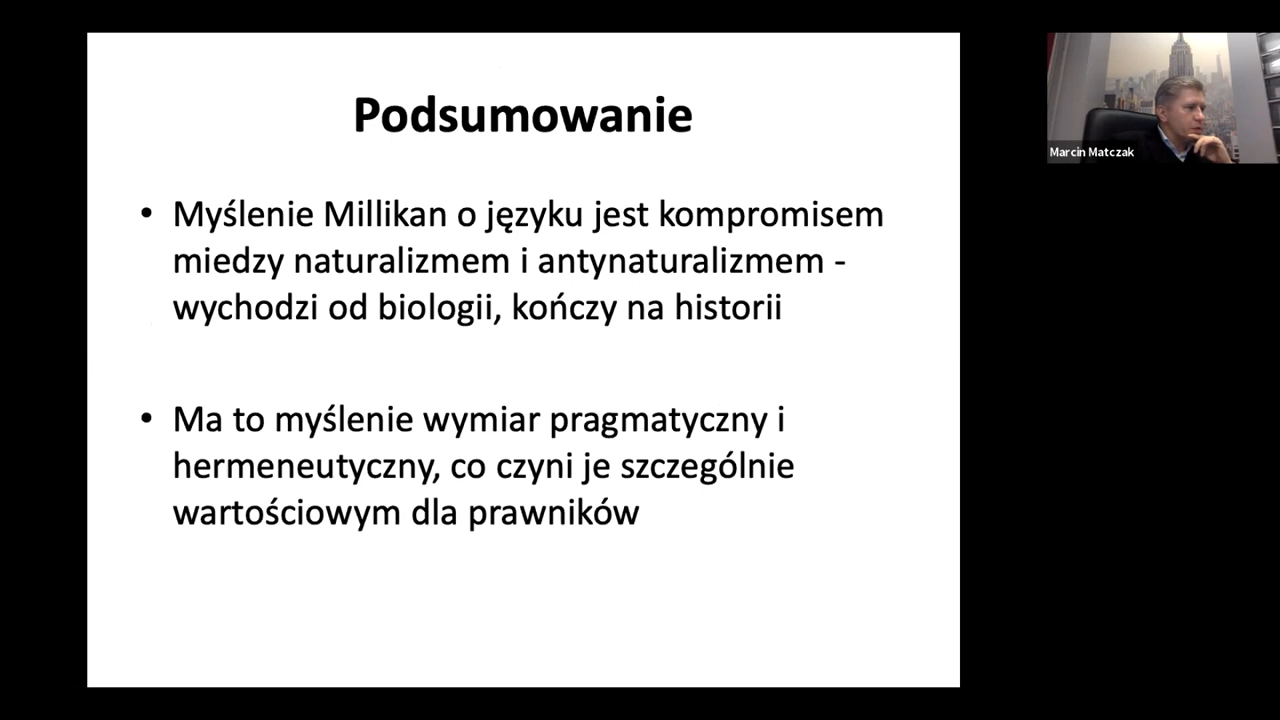 Podsumowanie
• Myślenie Millikan o języku jest kompromisem
miedzy naturalizmem i antynaturalizmem -
wychodzi od biologii, kończy na historii
• Ma to myślenie wymiar pragmatyczny i
hermeneutyczny, co czyni je szczególnie
wartościowym dla prawników
Marcin Matczak